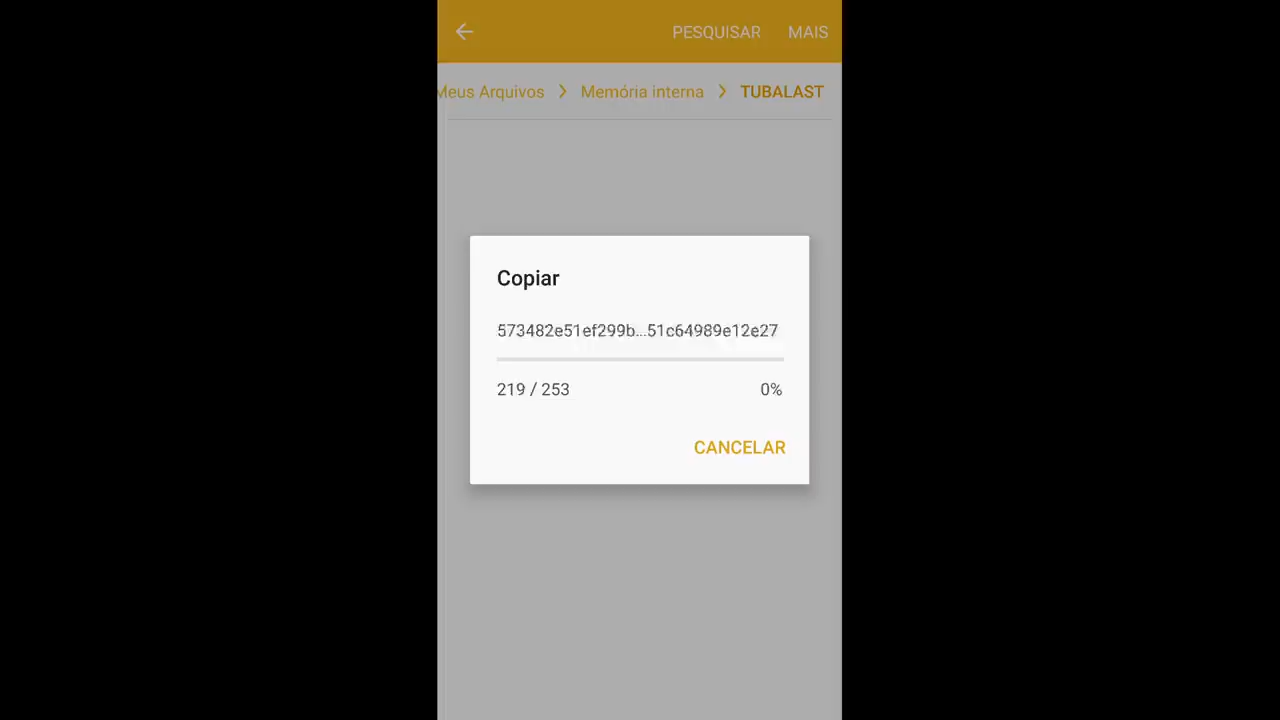 PESQUISAR MAIS
Meus Arquivos > Memória interna > TUBALAST
Copiar
573482e51ef299b...51c64989e12e27
219 / 253 0%
CANCELAR